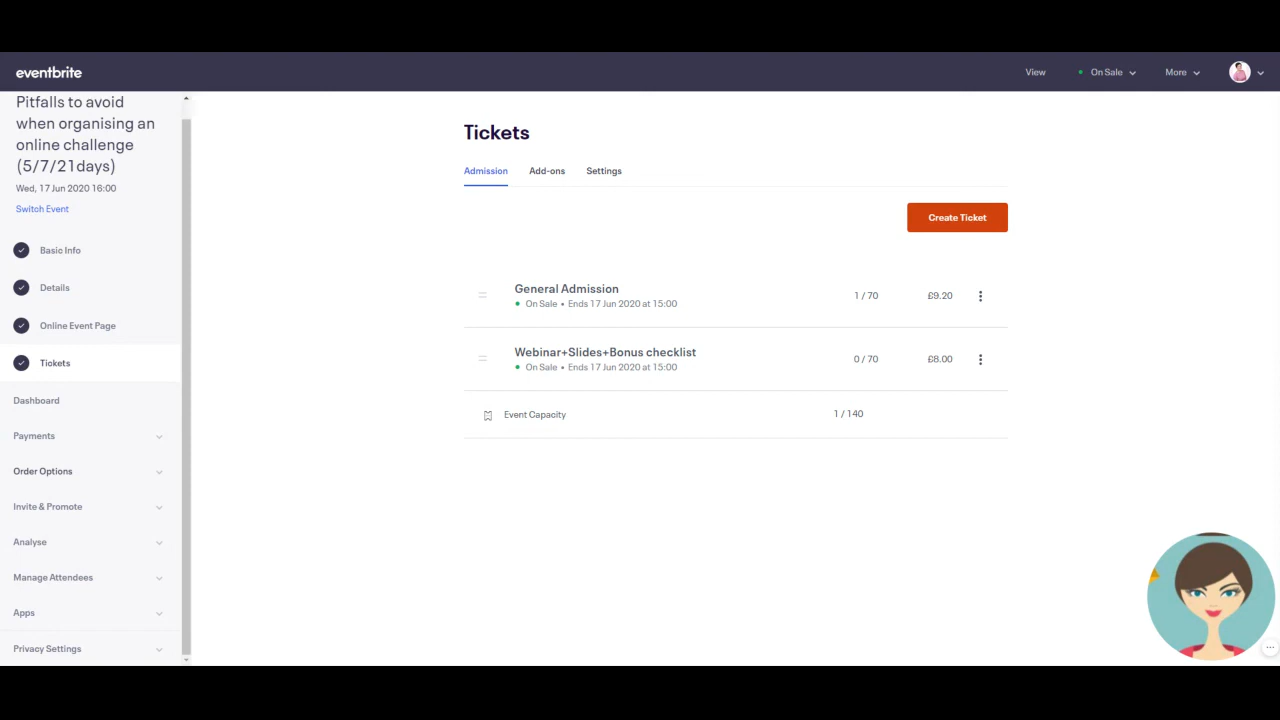 eventbrite
View
On Sale
More
Pitfalls to avoid
when organising an
online challenge
(5/7/21days)
Wed, 17 Jun 2020 16:00
Switch Event
Basic Info
Details
Online Event Page
Tickets
Dashboard
Payments
Order Options
Invite & Promote
Analyse
Manage Attendees
Apps
Privacy Settings
Tickets
Admission
Add-ons
Settings
Create Ticket
General Admission
1 / 70
£9.20
On Sale • Ends 17 Jun 2020 at 15:00
Webinar+Slides+Bonus checklist
0 / 70
£8.00
On Sale • Ends 17 Jun 2020 at 15:00
Event Capacity
1 / 140